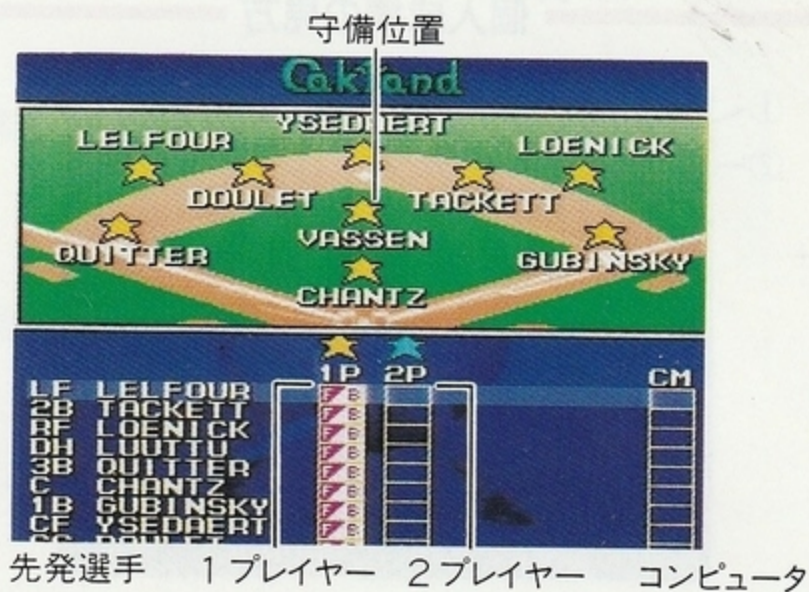 守備位置
Oakland
YSEDAERT
LELFOUR LOENICK
DOULET TACKETT
VASSEN
QUITTER GUBINSKY
CHANTZ
1P 2P CM
LF LELFOUR
2B TACKETT
RF LOENICK
DH LUUTTU
3B QUITTER
C CHANTZ
1B GUBINSKY
CF YSEDAERT
DOULET
先発選手 1プレイヤー 2プレイヤー コンピュータ